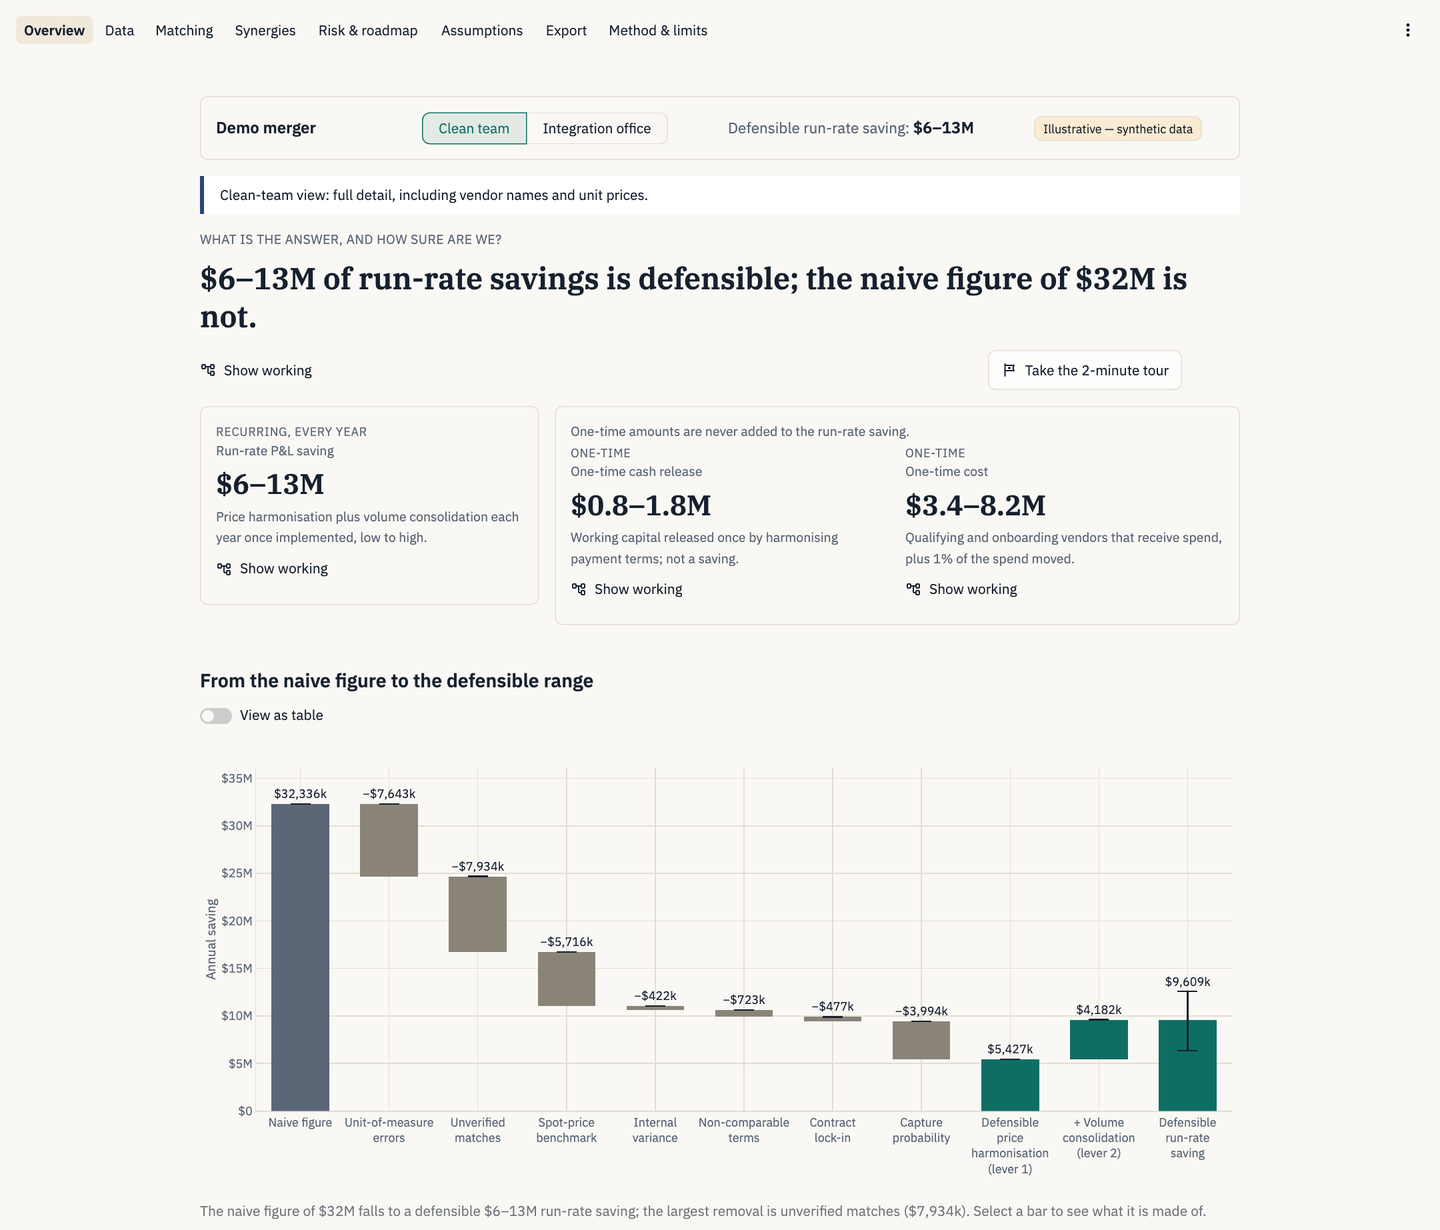 Overview Data Matching Synergies Risk & roadmap Assumptions Export Method & limits
Demo merger Clean team Integration office Defensible run-rate saving: $6–13M Illustrative — synthetic data
Clean-team view: full detail, including vendor names and unit prices.
WHAT IS THE ANSWER, AND HOW SURE ARE WE?
$6–13M of run-rate savings is defensible; the naive figure of $32M is
not.
Show working Take the 2-minute tour
RECURRING, EVERY YEAR
Run-rate P&L saving
$6–13M
Price harmonisation plus volume consolidation each
year once implemented, low to high.
Show working
One-time amounts are never added to the run-rate saving.
ONE-TIME
One-time cash release
$0.8–1.8M
Working capital released once by harmonising
payment terms; not a saving.
Show working
ONE-TIME
One-time cost
$3.4–8.2M
Qualifying and onboarding vendors that receive spend,
plus 1% of the spend moved.
Show working
From the naive figure to the defensible range
View as table
Annual saving
$35M
$30M
$25M
$20M
$15M
$10M
$5M
$0
$32,336k
−$7,643k
−$7,934k
−$5,716k
−$422k
−$723k
−$477k
−$3,994k
$5,427k
$4,182k
$9,609k
Naive figure
Unit-of-measure
errors
Unverified
matches
Spot-price
benchmark
Internal
variance
Non-comparable
terms
Contract
lock-in
Capture
probability
Defensible
price
harmonisation
(lever 1)
+ Volume
consolidation
(lever 2)
Defensible
run-rate
saving
The naive figure of $32M falls to a defensible $6–13M run-rate saving; the largest removal is unverified matches ($7,934k). Select a bar to see what it is made of.